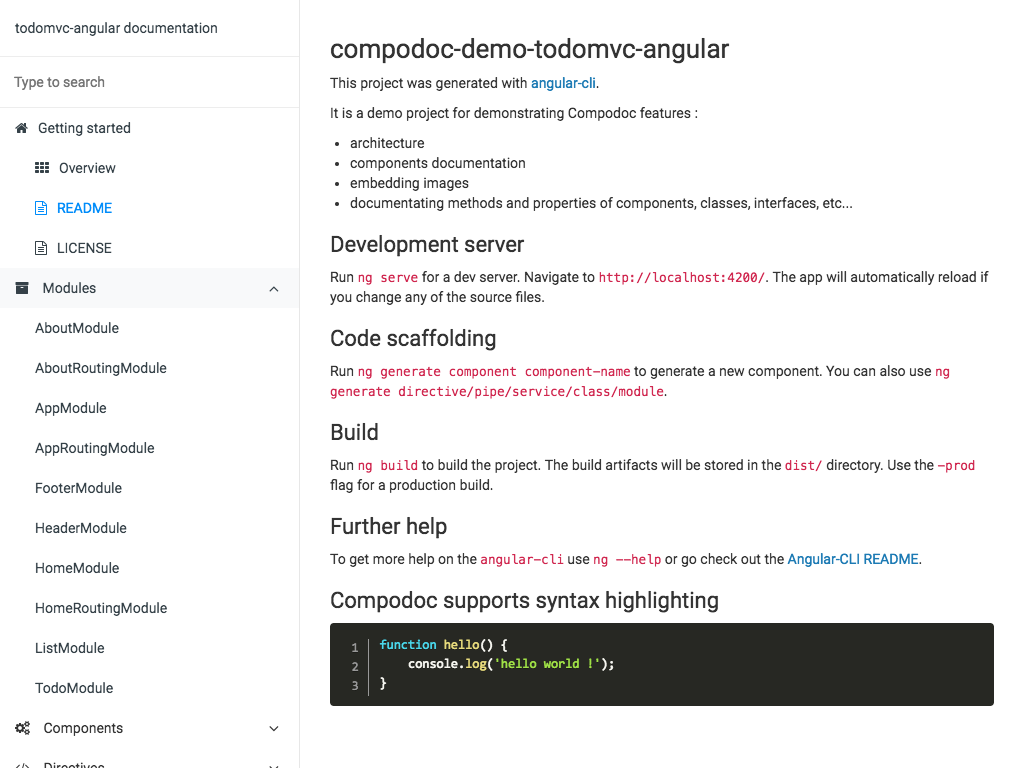 todomvc-angular documentation
Type to search
Getting started
Overview
README
LICENSE
Modules
AboutModule
AboutRoutingModule
AppModule
AppRoutingModule
FooterModule
HeaderModule
HomeModule
HomeRoutingModule
ListModule
TodoModule
Components
Directives
compodoc-demo-todomvc-angular
This project was generated with angular-cli.
It is a demo project for demonstrating Compodoc features :
• architecture
• components documentation
• embedding images
• documentating methods and properties of components, classes, interfaces, etc...
Development server
Run ng serve for a dev server. Navigate to http://localhost:4200/. The app will automatically reload if
you change any of the source files.
Code scaffolding
Run ng generate component component-name to generate a new component. You can also use ng
generate directive/pipe/service/class/module.
Build
Run ng build to build the project. The build artifacts will be stored in the dist/ directory. Use the -prod
flag for a production build.
Further help
To get more help on the angular-cli use ng --help or go check out the Angular-CLI README.
Compodoc supports syntax highlighting
1 function hello() {
2     console.log('hello world !');
3 }